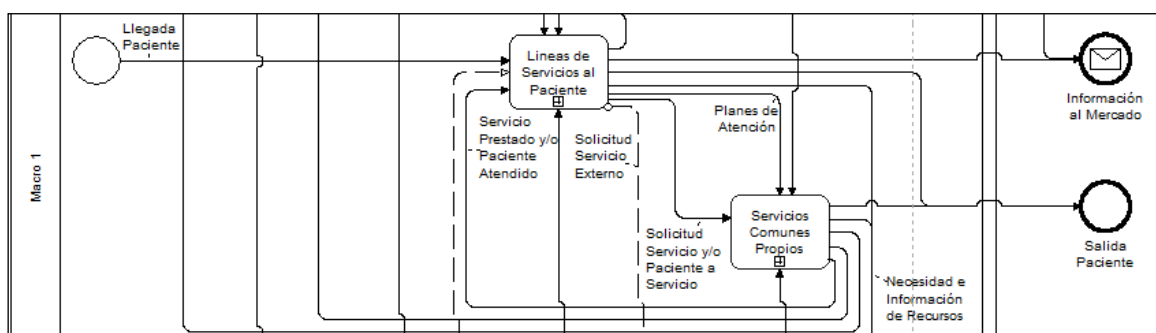 Macro 1
Llegada
Paciente
Lineas de
Servicios al
Paciente
Servicio
Prestado y/o
Paciente
Atendido
Solicitud
Servicio
Externo
Planes de
Atención
Solicitud
Servicio y/o
Paciente a
Servicio
Servicios
Comunes
Propios
Necesidad e
Información
de Recursos
Información
al Mercado
Salida
Paciente